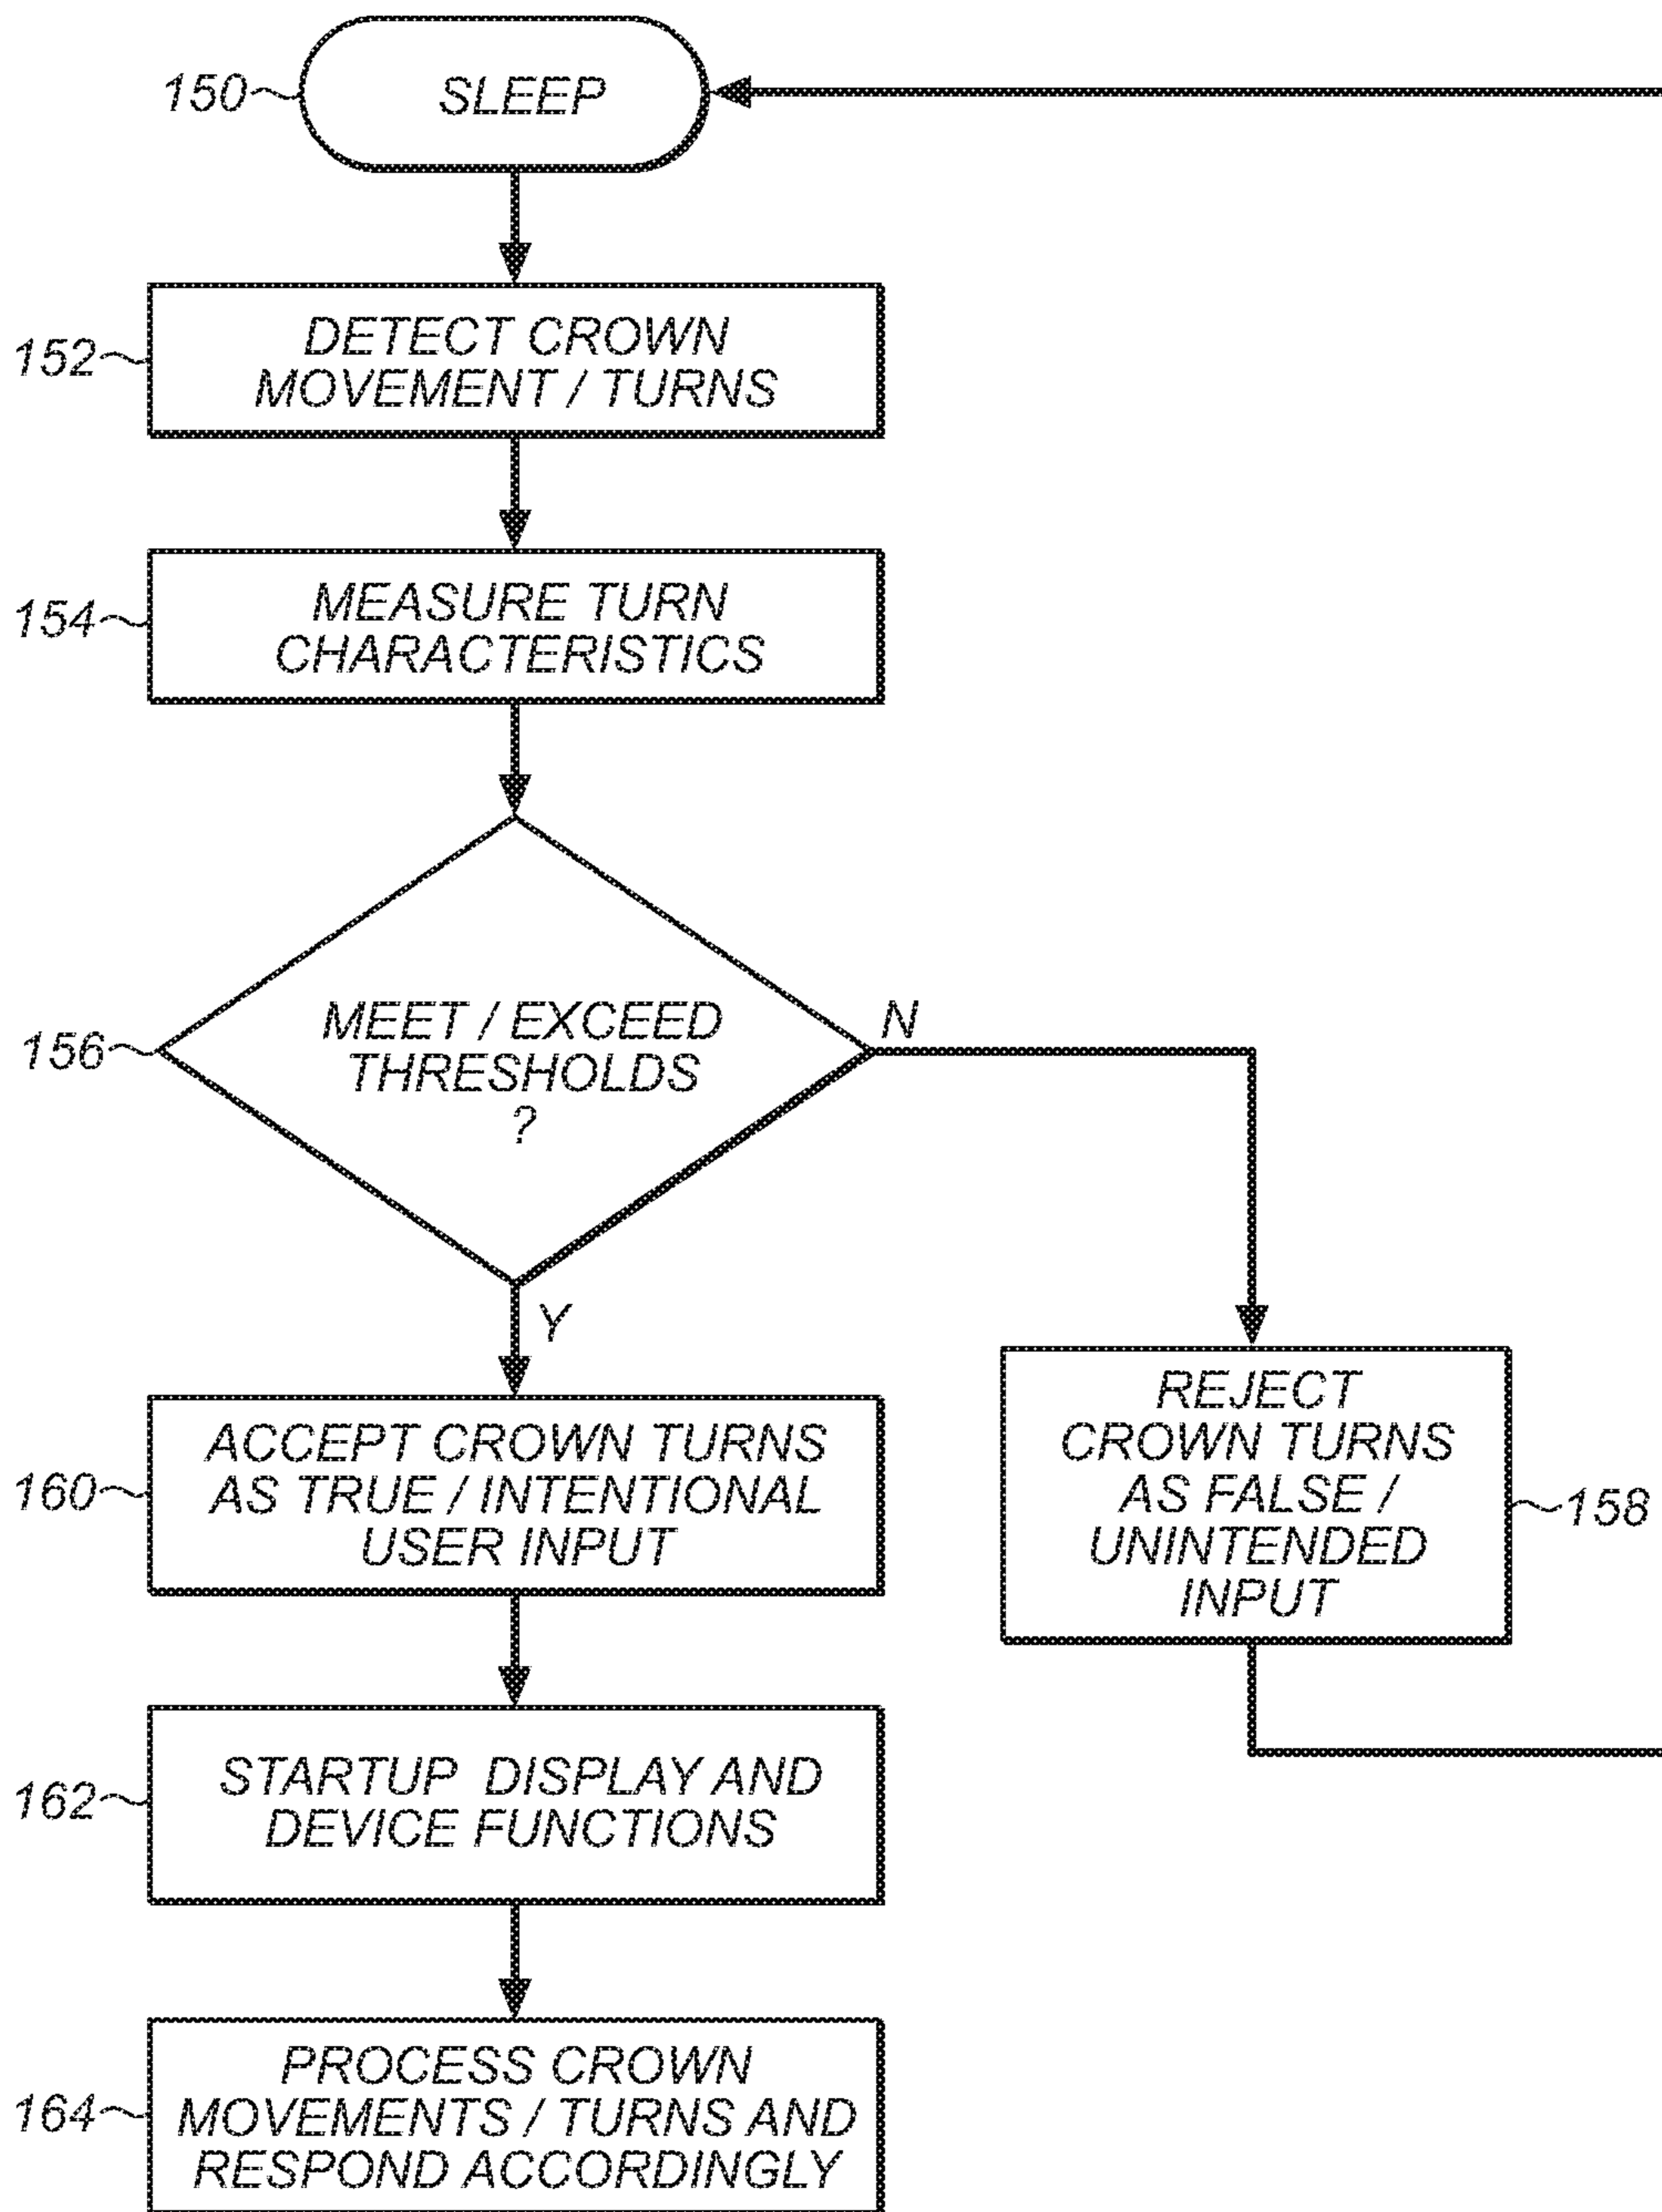 150
SLEEP
152
DETECT CROWN
MOVEMENT / TURNS
154
MEASURE TURN
CHARACTERISTICS
156
MEET / EXCEED
THRESHOLDS
?
N
Y
160
ACCEPT CROWN TURNS
AS TRUE / INTENTIONAL
USER INPUT
REJECT
CROWN TURNS
AS FALSE /
UNINTENDED
INPUT
158
162
STARTUP DISPLAY AND
DEVICE FUNCTIONS
164
PROCESS CROWN
MOVEMENTS / TURNS AND
RESPOND ACCORDINGLY